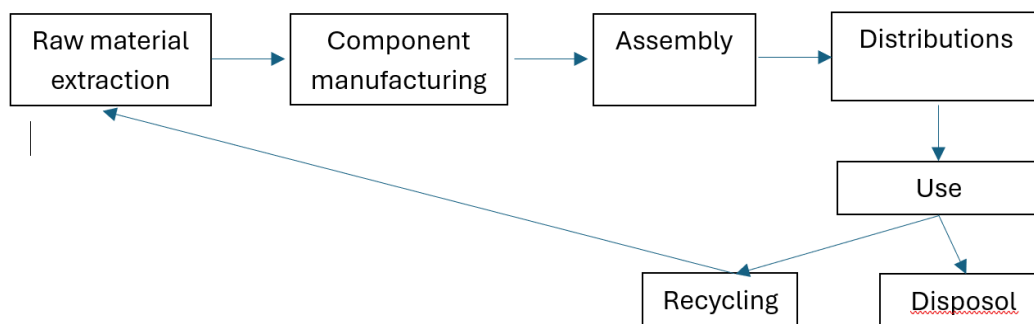 Raw material
extraction
Component
manufacturing
Assembly
Distributions
Use
Recycling
Disposol